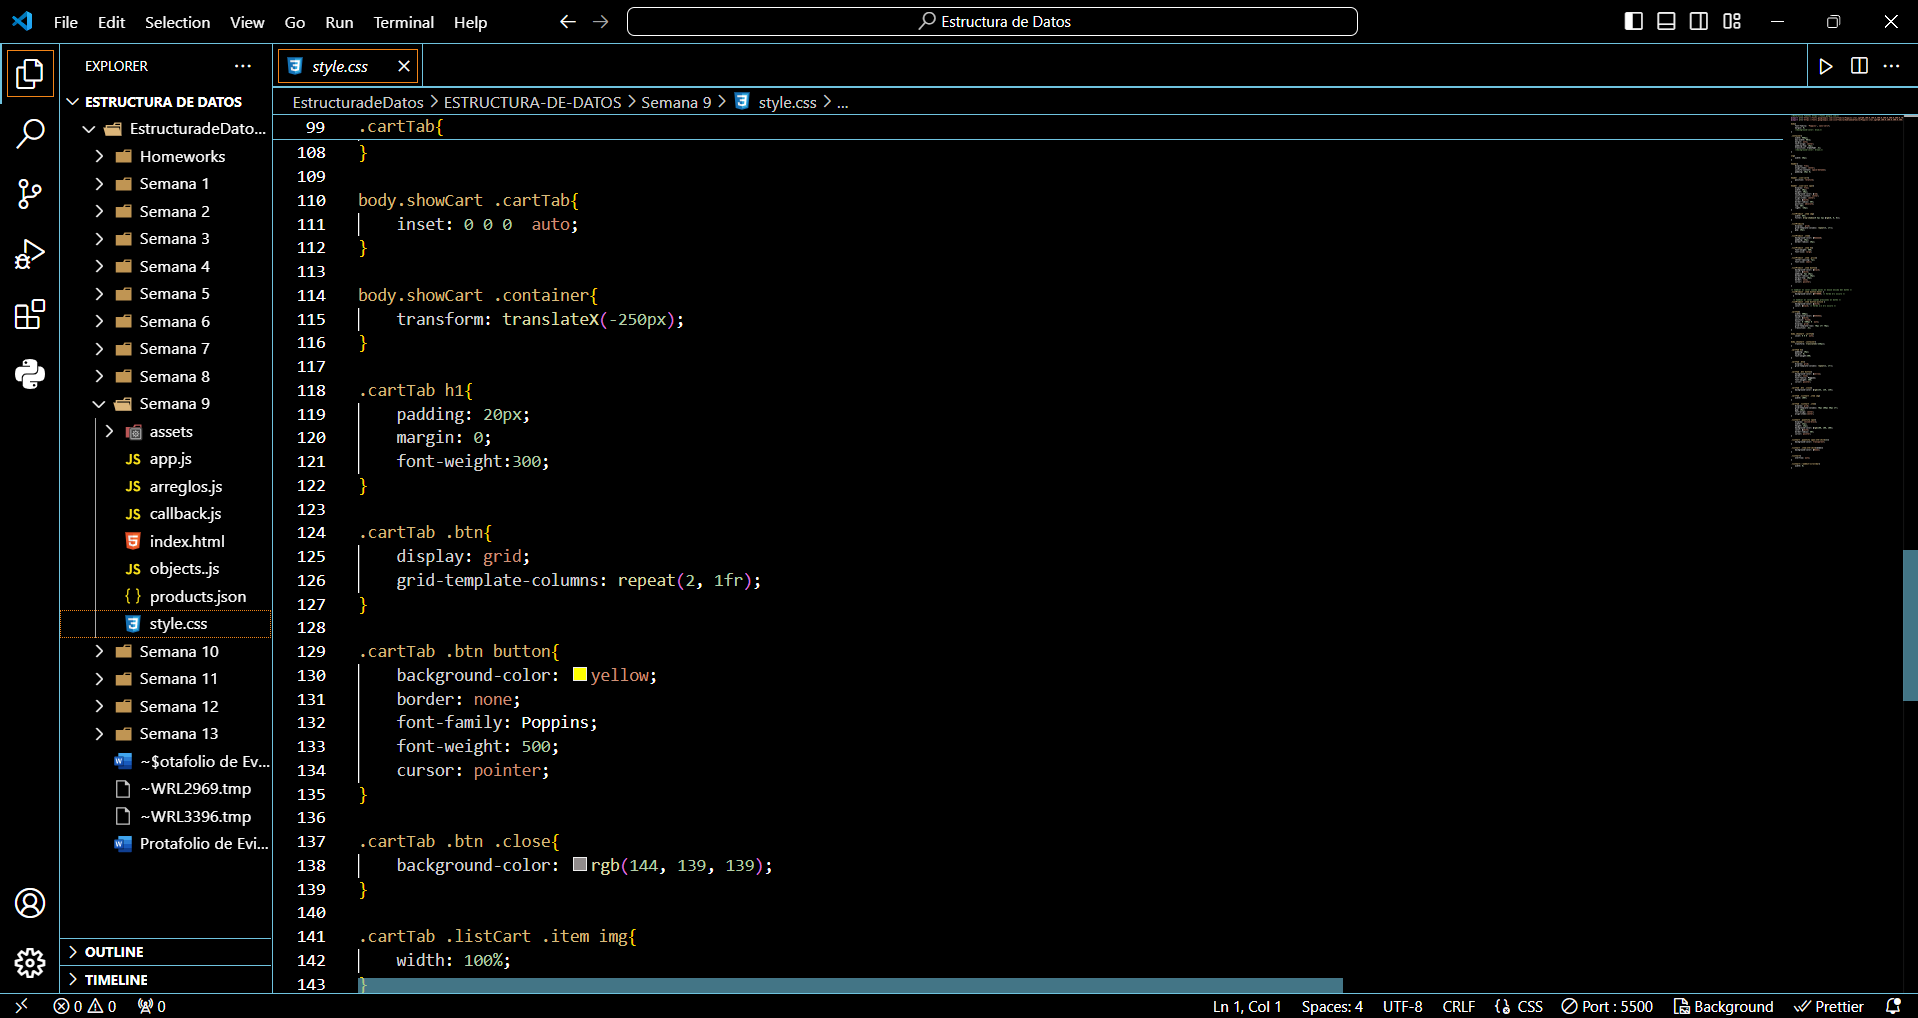 File Edit Selection View Go Run Terminal Help
Estructura de Datos
EXPLORER
ESTRUCTURA DE DATOS
EstructuradeDato...
Homeworks
Semana 1
Semana 2
Semana 3
Semana 4
Semana 5
Semana 6
Semana 7
Semana 8
Semana 9
assets
JS app.js
JS arreglos.js
JS callback.js
index.html
JS objects..js
{} products.json
style.css
Semana 10
Semana 11
Semana 12
Semana 13
~$otafolio de Ev...
~WRL2969.tmp
~WRL3396.tmp
Protafolio de Evi...
OUTLINE
TIMELINE
style.css
EstructuradeDatos > ESTRUCTURA-DE-DATOS > Semana 9 > style.css > ...
99 .cartTab{
108 }
109
110 body.showCart .cartTab{
111 inset: 0 0 0  auto;
112 }
113
114 body.showCart .container{
115 transform: translateX(-250px);
116 }
117
118 .cartTab h1{
119 padding: 20px;
120 margin: 0;
121 font-weight:300;
122 }
123
124 .cartTab .btn{
125 display: grid;
126 grid-template-columns: repeat(2, 1fr);
127 }
128
129 .cartTab .btn button{
130 background-color: yellow;
131 border: none;
132 font-family: Poppins;
133 font-weight: 500;
134 cursor: pointer;
135 }
136
137 .cartTab .btn .close{
138 background-color: rgb(144, 139, 139);
139 }
140
141 .cartTab .listCart .item img{
142 width: 100%;
143 }
0 0 0 Ln 1, Col 1 Spaces: 4 UTF-8 CRLF {} CSS Port : 5500 Background Prettier